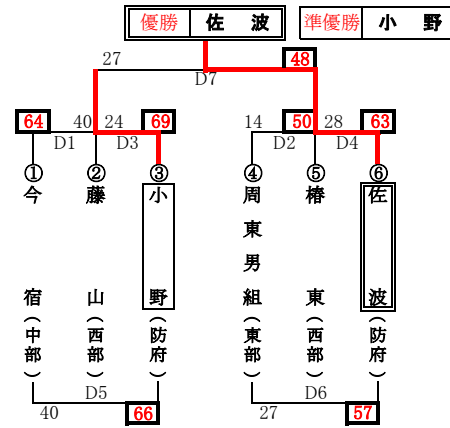 優勝 佐波 準優勝 小野
27 48
D7
64 40 24 69 14 50 28 63
D1 D3 D2 D4
① ② ③ ④ ⑤ ⑥
今宿（中部）
藤山（西部）
小野（防府）
周東男組（東部）
椿東（西部）
佐波（防府）
D5 D6
40 66 27 57